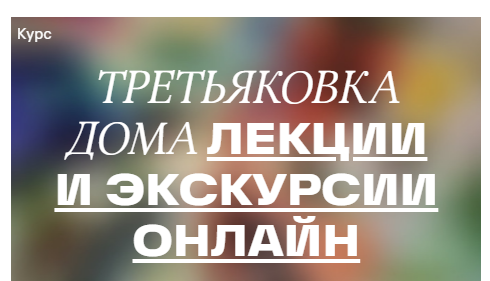 Курс
ТРЕТЬЯКОВКА
ДОМА ЛЕКЦИИ
И ЭКСКУРСИИ
ОНЛАЙН